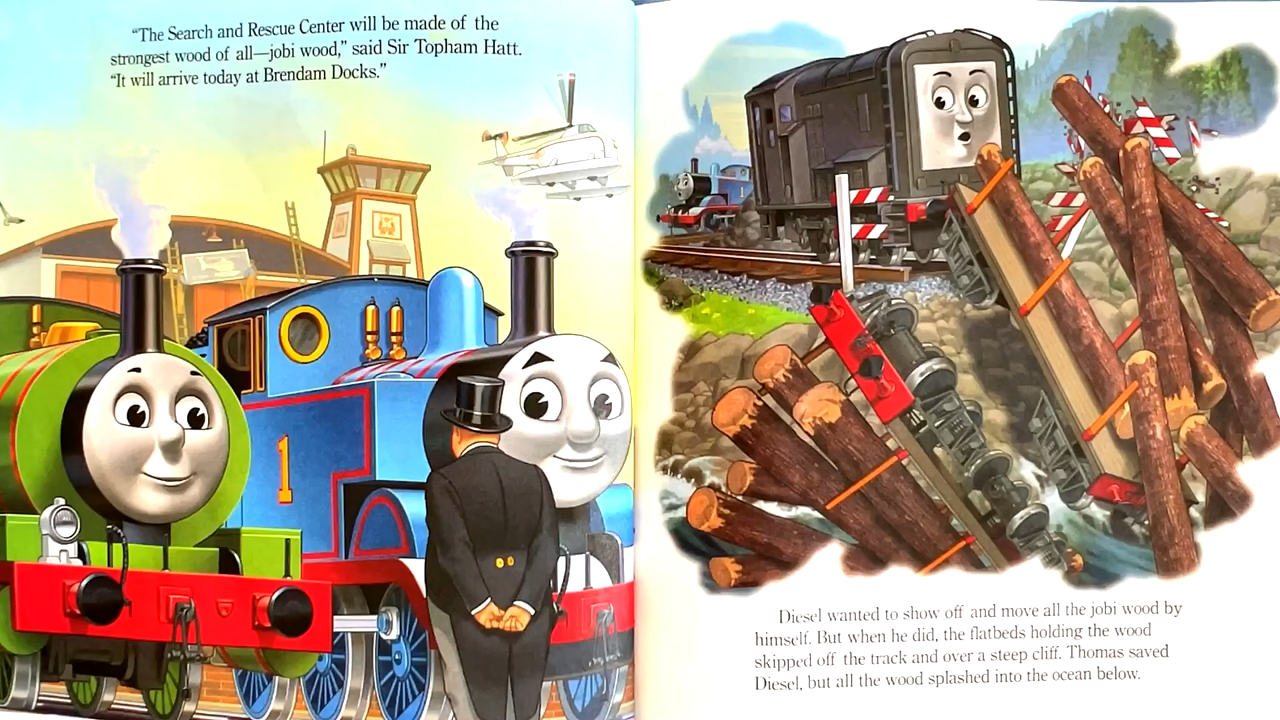 “The Search and Rescue Center will be made of the
strongest wood of all—jobi wood,” said Sir Topham Hatt.
“It will arrive today at Brendam Docks.”
1
1
Diesel wanted to show off and move all the jobi wood by
himself. But when he did, the flatbeds holding the wood
skipped off the track and over a steep cliff. Thomas saved
Diesel, but all the wood splashed into the ocean below.